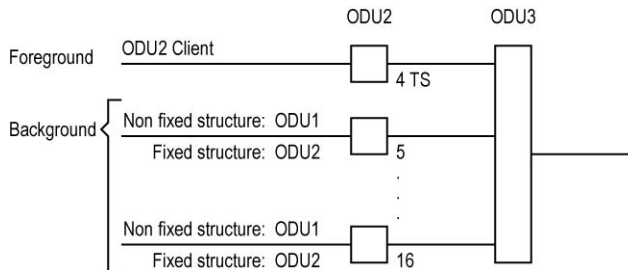 ODU2 ODU3
Foreground ODU2 Client
4 TS
Background Non fixed structure: ODU1
Fixed structure: ODU2 5
.
.
.
Non fixed structure: ODU1
Fixed structure: ODU2 16